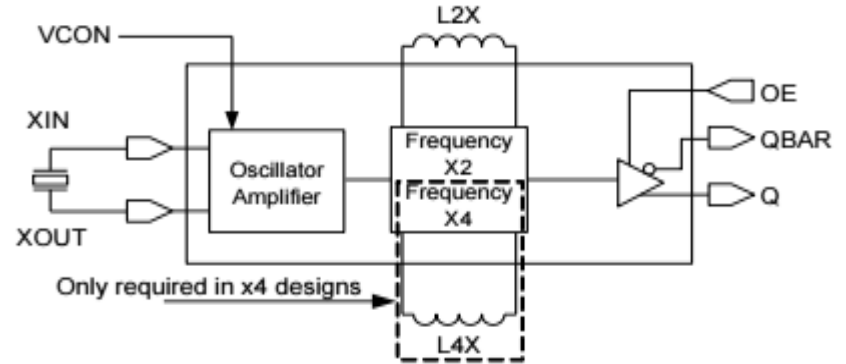 L2X
VCON
XIN
XOUT
Oscillator
Amplifier
Frequency
X2
Frequency
X4
OE
QBAR
Q
Only required in x4 designs
L4X